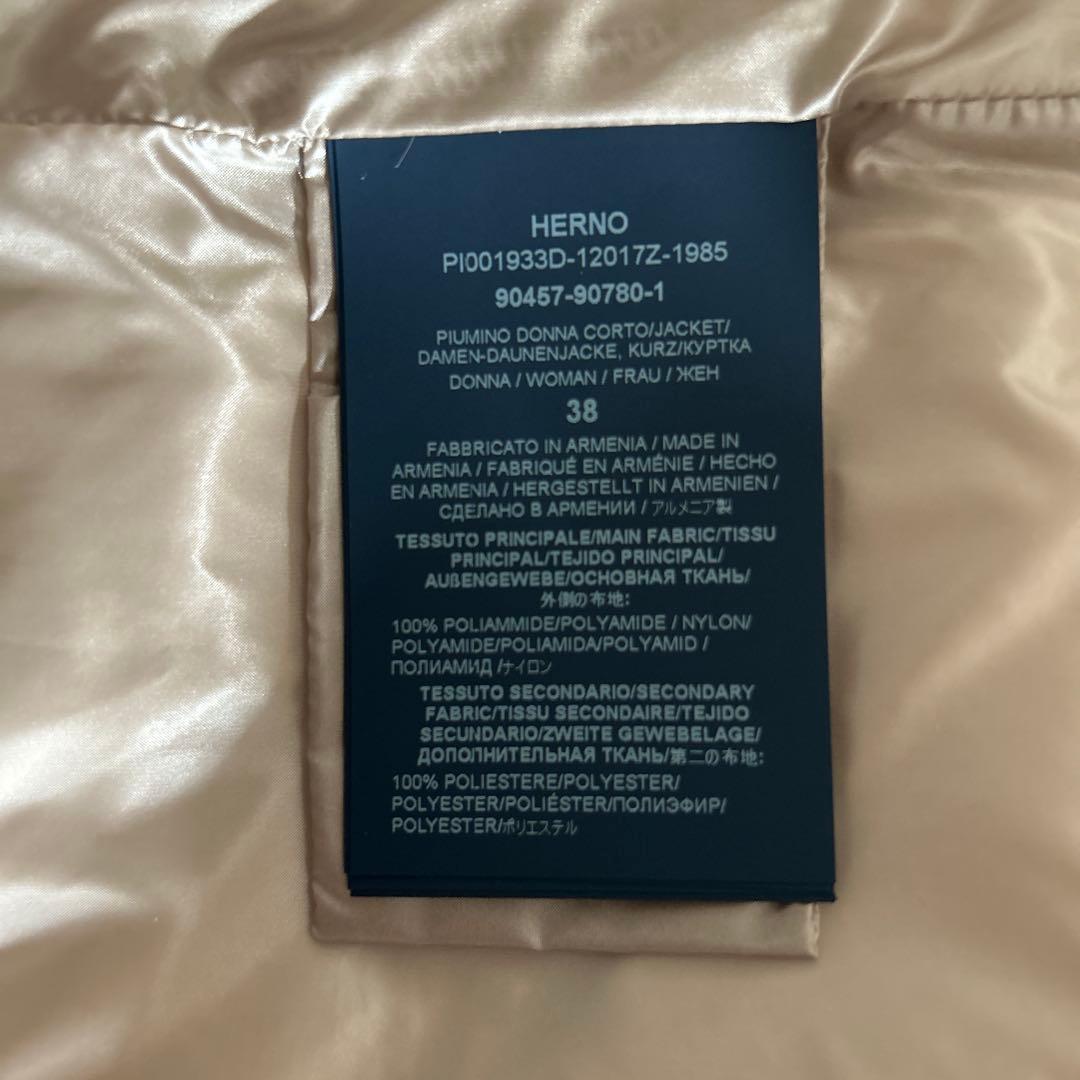 HERNO
PI001933D-12017Z-1985
90457-90780-1
PIUMINO DONNA CORTO/JACKET/
DAMEN-DAUNENJACKE, KURZ/КУРТКА
DONNA / WOMAN / FRAU / ЖЕН
38
FABBRICATO IN ARMENIA / MADE IN
ARMENIA / FABRIQUÉ EN ARMÉNIE / HECHO
EN ARMENIA / HERGESTELLT IN ARMENIEN /
СДЕЛАНО В АРМЕНИИ / アルメニア製
TESSUTO PRINCIPALE/MAIN FABRIC/TISSU
PRINCIPAL/TEJIDO PRINCIPAL/
AUßENGEWEBE/ОСНОВНАЯ ТКАНЬ/
外側の布地:
100% POLIAMMIDE/POLYAMIDE / NYLON/
POLYAMIDE/POLIAMIDA/POLYAMID /
ПОЛИАМИД /ナイロン
TESSUTO SECONDARIO/SECONDARY
FABRIC/TISSU SECONDAIRE/TEJIDO
SECUNDARIO/ZWEITE GEWEBELAGE/
ДОПОЛНИТЕЛЬНАЯ ТКАНЬ/第二の布地:
100% POLIESTERE/POLYESTER/
POLYESTER/POLIÉSTER/ПОЛИЭФИР/
POLYESTER/ポリエステル